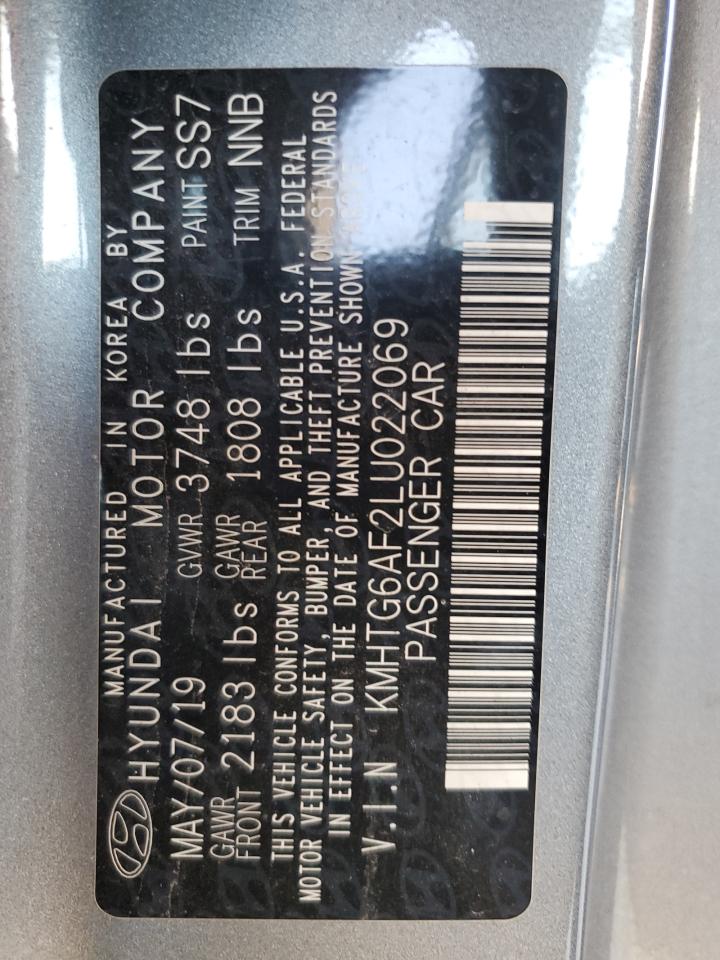 MANUFACTURED IN KOREA BY
HYUNDAI MOTOR COMPANY
MAY/07/19 GVWR 3748 lbs PAINT SS7
GAWR FRONT 2183 lbs GAWR REAR 1808 lbs TRIM NNB
THIS VEHICLE CONFORMS TO ALL APPLICABLE U.S.A. FEDERAL
MOTOR VEHICLE SAFETY, BUMPER, AND THEFT PREVENTION STANDARDS
IN EFFECT ON THE DATE OF MANUFACTURE SHOWN ABOVE
V.I.N KMHTG6AF2LU022069
PASSENGER CAR